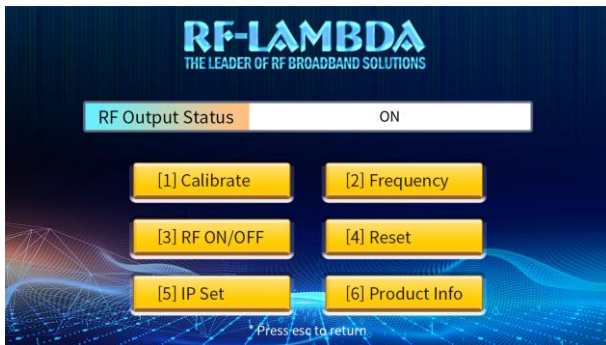 RF-LAMBDA
THE LEADER OF RF BROADBAND SOLUTIONS
RF Output Status ON
[1] Calibrate [2] Frequency
[3] RF ON/OFF [4] Reset
[5] IP Set [6] Product Info
* Press esc to return